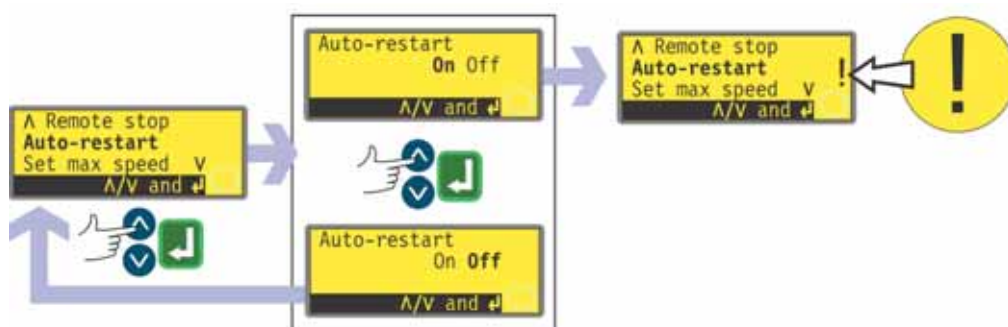 ∧ Remote stop
Auto-restart
Set max speed ∨
∧/∨ and ↵
Auto-restart
On Off
∧/∨ and ↵
Auto-restart
On Off
∧/∨ and ↵
∧ Remote stop
Auto-restart !
Set max speed ∨
∧/∨ and ↵
!